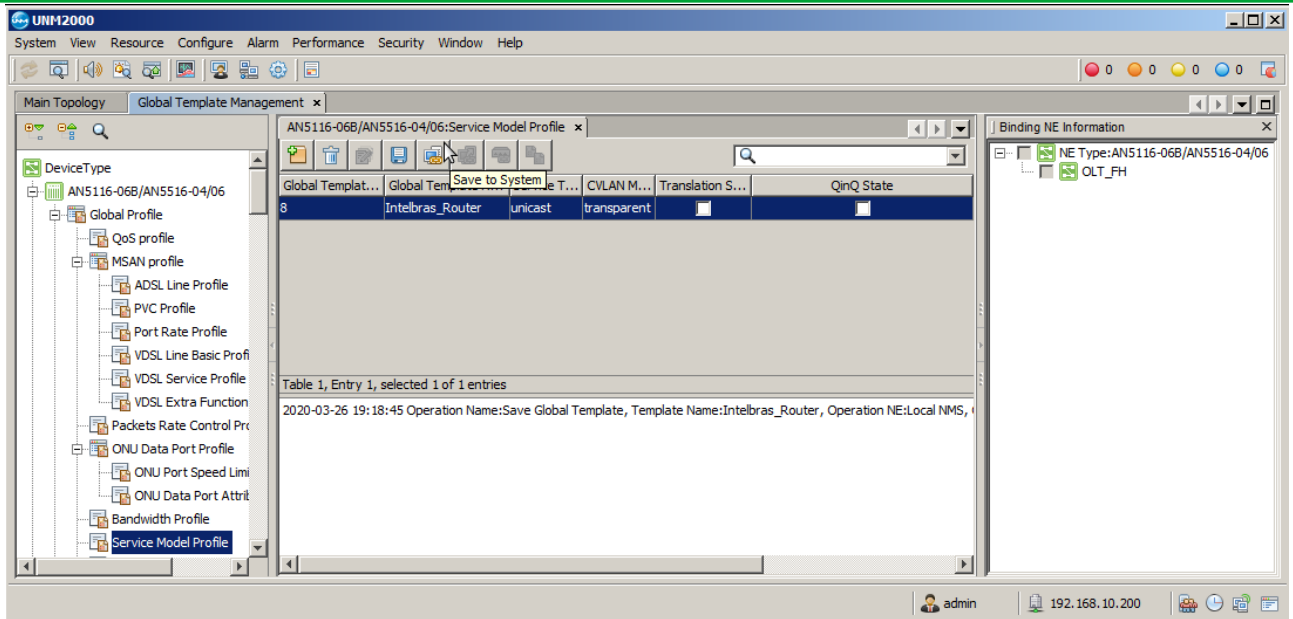 UNM2000
System View Resource Configure Alarm Performance Security Window Help
0 0 0 0
Main Topology Global Template Management
AN5116-06B/AN5516-04/06:Service Model Profile
Binding NE Information
DeviceType
AN5116-06B/AN5516-04/06
Global Profile
QoS profile
MSAN profile
ADSL Line Profile
PVC Profile
Port Rate Profile
VDSL Line Basic Profi
VDSL Service Profile
VDSL Extra Function
Packets Rate Control Pro
ONU Data Port Profile
ONU Port Speed Limi
ONU Data Port Attrib
Bandwidth Profile
Service Model Profile
Save to System
Global Templat... Global Tem T... CVLAN M... Translation S... QinQ State
8 Intelbras_Router unicast transparent
Table 1, Entry 1, selected 1 of 1 entries
2020-03-26 19:18:45 Operation Name:Save Global Template, Template Name:Intelbras_Router, Operation NE:Local NMS,
NE Type:AN5116-06B/AN5516-04/06
OLT_FH
admin 192.168.10.200